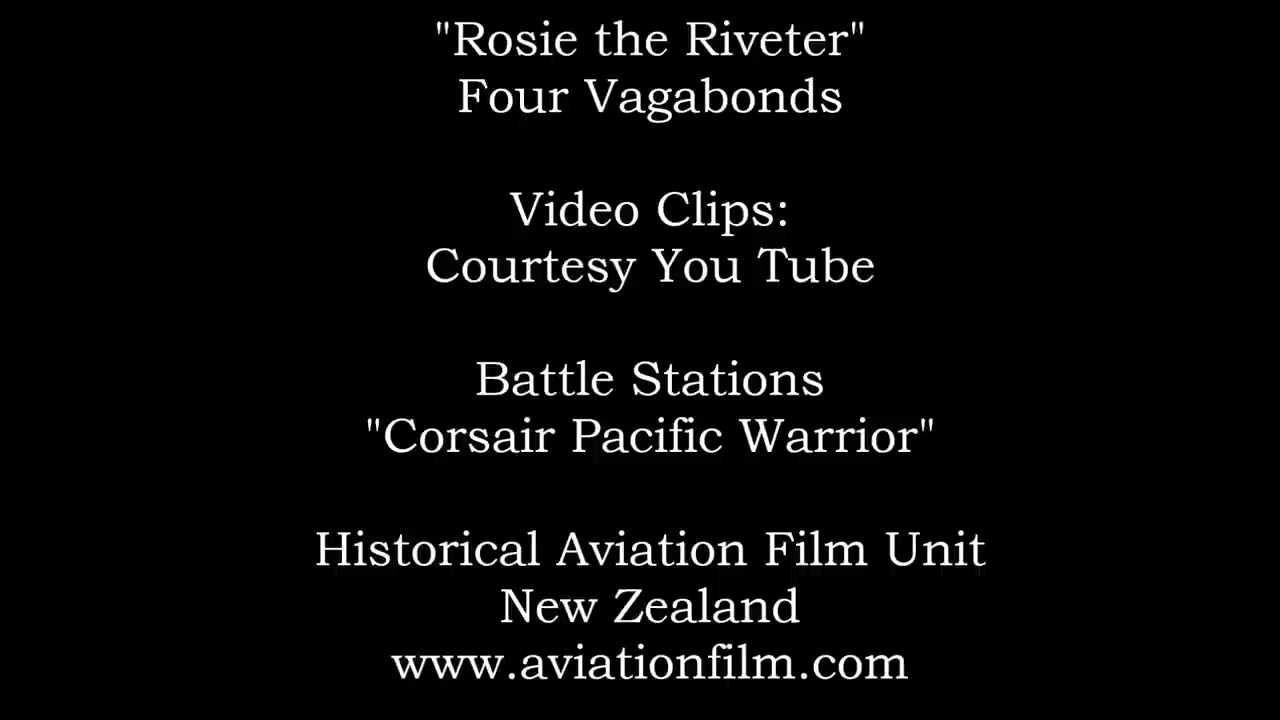 "Rosie the Riveter"
Four Vagabonds
Video Clips:
Courtesy You Tube
Battle Stations
"Corsair Pacific Warrior"
Historical Aviation Film Unit
New Zealand
www.aviationfilm.com